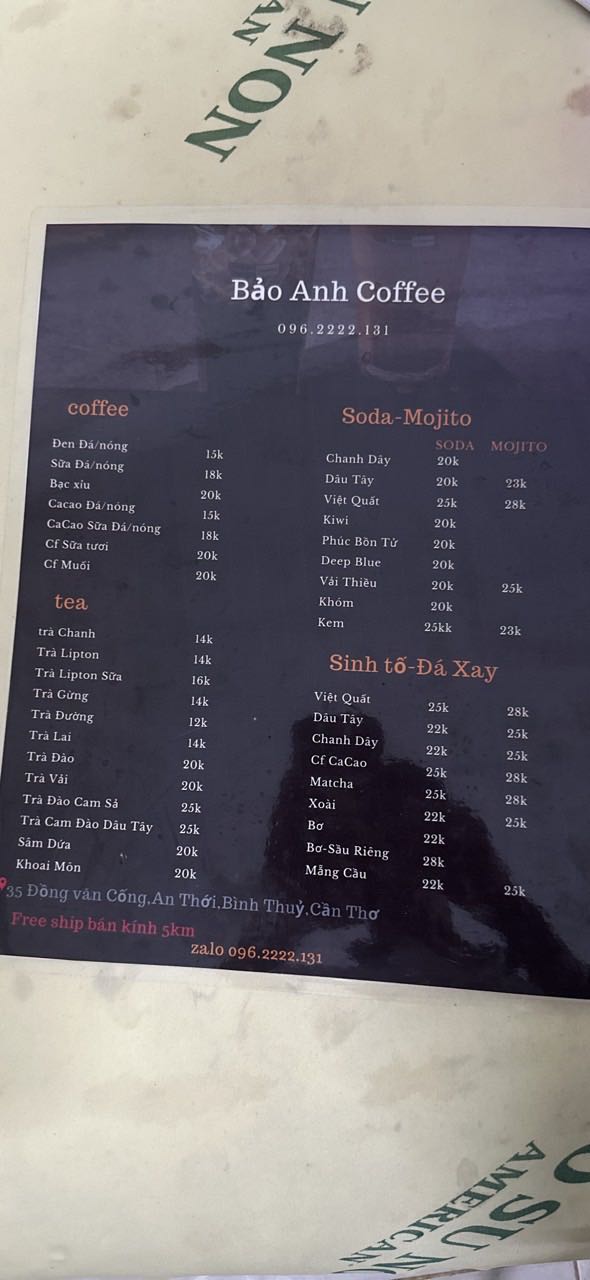 NON
AN
Bảo Anh Coffee
096.2222.131
coffee
Đen Đá/nóng 15k
Sữa Đá/nóng 18k
Bạc xỉu 20k
Cacao Đá/nóng 15k
CaCao Sữa Đá/nóng 18k
Cf Sữa tươi 20k
Cf Muối 20k
tea
trà Chanh 14k
Trà Lipton 14k
Trà Lipton Sữa 16k
Trà Gừng 14k
Trà Đường 12k
Trà Lai 14k
Trà Đào 20k
Trà Vải 20k
Trà Đào Cam Sả 25k
Trà Cam Đào Dâu Tây 25k
Sâm Dứa 20k
Khoai Môn 20k
Soda-Mojito
SODA MOJITO
Chanh Dây 20k
Dâu Tây 20k 23k
Việt Quất 25k 28k
Kiwi 20k
Phúc Bồn Tử 20k
Deep Blue 20k
Vải Thiều 20k 25k
Khóm 20k
Kem 25kk 23k
Sinh tố-Đá Xay
Việt Quất 25k 28k
Dâu Tây 22k 25k
Chanh Dây 22k 25k
Cf CaCao 25k 28k
Matcha 25k 28k
Xoài 22k 25k
Bơ 22k
Bơ-Sầu Riêng 28k
Mãng Cầu 22k 25k
35 Đồng văn Cống,An Thới,Bình Thuỷ,Cần Thơ
Free ship bán kính 5km
zalo 096.2222.131
SU N
AMERICAN